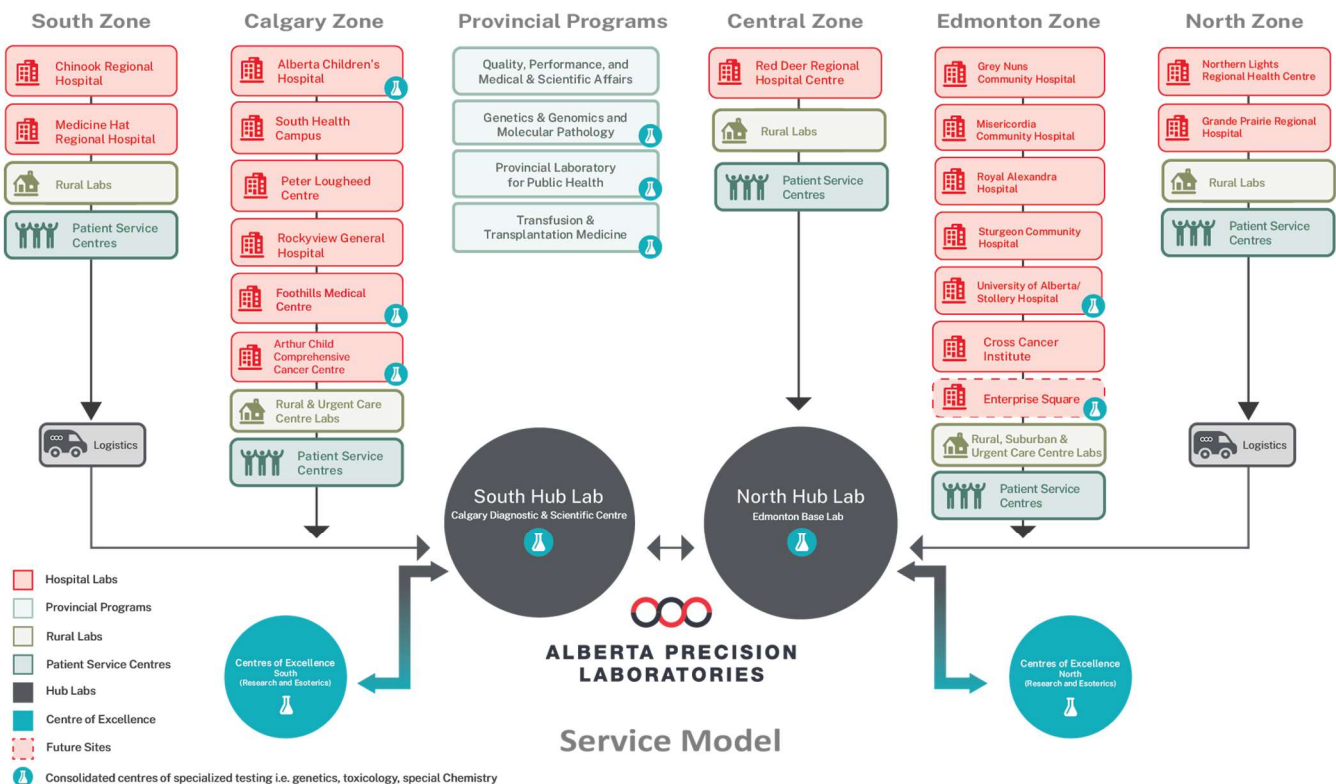 South Zone
Chinook Regional
Hospital
Medicine Hat
Regional Hospital
Rural Labs
Patient Service
Centres
Logistics
Calgary Zone
Alberta Children's
Hospital
South Health
Campus
Peter Lougheed
Centre
Rockyview General
Hospital
Foothills Medical
Centre
Arthur Child
Comprehensive
Cancer Centre
Rural & Urgent Care
Centre Labs
Patient Service
Centres
Provincial Programs
Quality, Performance, and
Medical & Scientific Affairs
Genetics & Genomics and
Molecular Pathology
Provincial Laboratory
for Public Health
Transfusion &
Transplantation Medicine
Central Zone
Red Deer Regional
Hospital Centre
Rural Labs
Patient Service
Centres
Edmonton Zone
Grey Nuns
Community Hospital
Misericordia
Community Hospital
Royal Alexandra
Hospital
Sturgeon Community
Hospital
University of Alberta/
Stollery Hospital
Cross Cancer
Institute
Enterprise Square
Rural, Suburban &
Urgent Care Centre Labs
Patient Service
Centres
North Zone
Northern Lights
Regional Health Centre
Grande Prairie Regional
Hospital
Rural Labs
Patient Service
Centres
Logistics
South Hub Lab
Calgary Diagnostic & Scientific Centre
North Hub Lab
Edmonton Base Lab
Hospital Labs
Provincial Programs
Rural Labs
Patient Service Centres
Hub Labs
Centre of Excellence
Future Sites
Consolidated centres of specialized testing i.e. genetics, toxicology, special Chemistry
Centres of Excellence
South
(Research and Esoterics)
ALBERTA PRECISION
LABORATORIES
Service Model
Centres of Excellence
North
(Research and Esoterics)